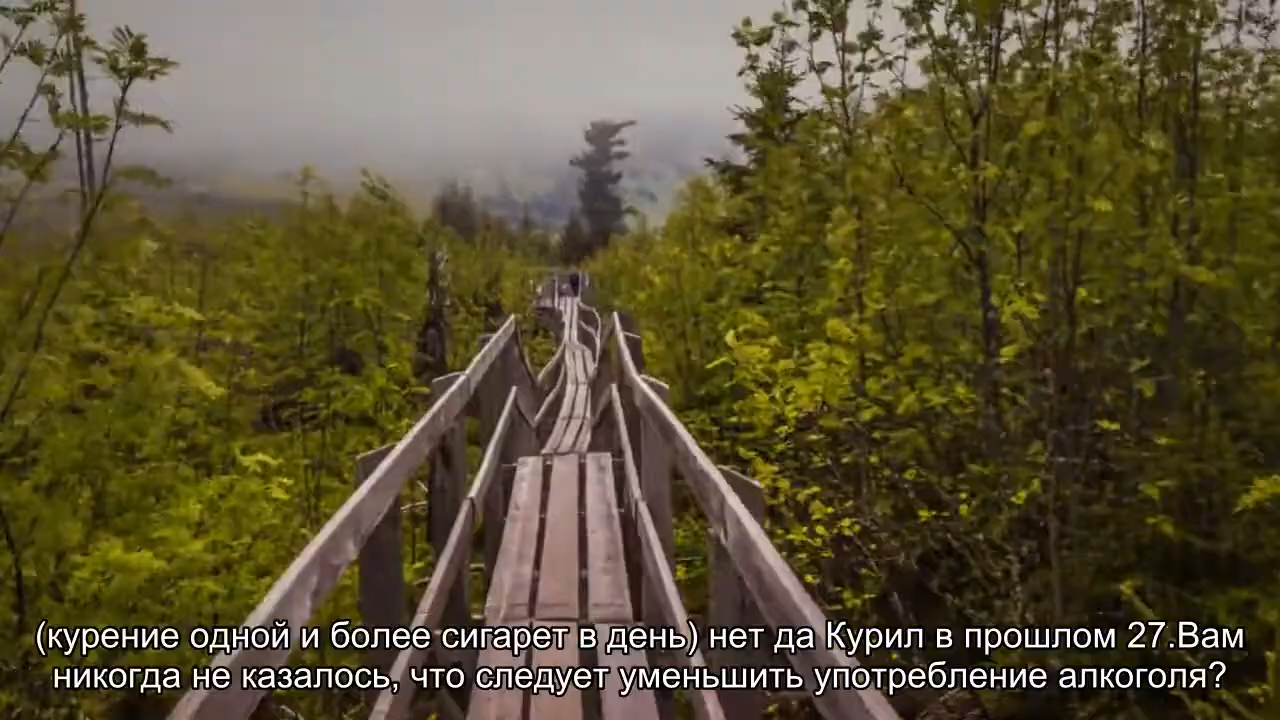 (курение одной и более сигарет в день) нет да Курил в прошлом 27.Вам
никогда не казалось, что следует уменьшить употребление алкоголя?